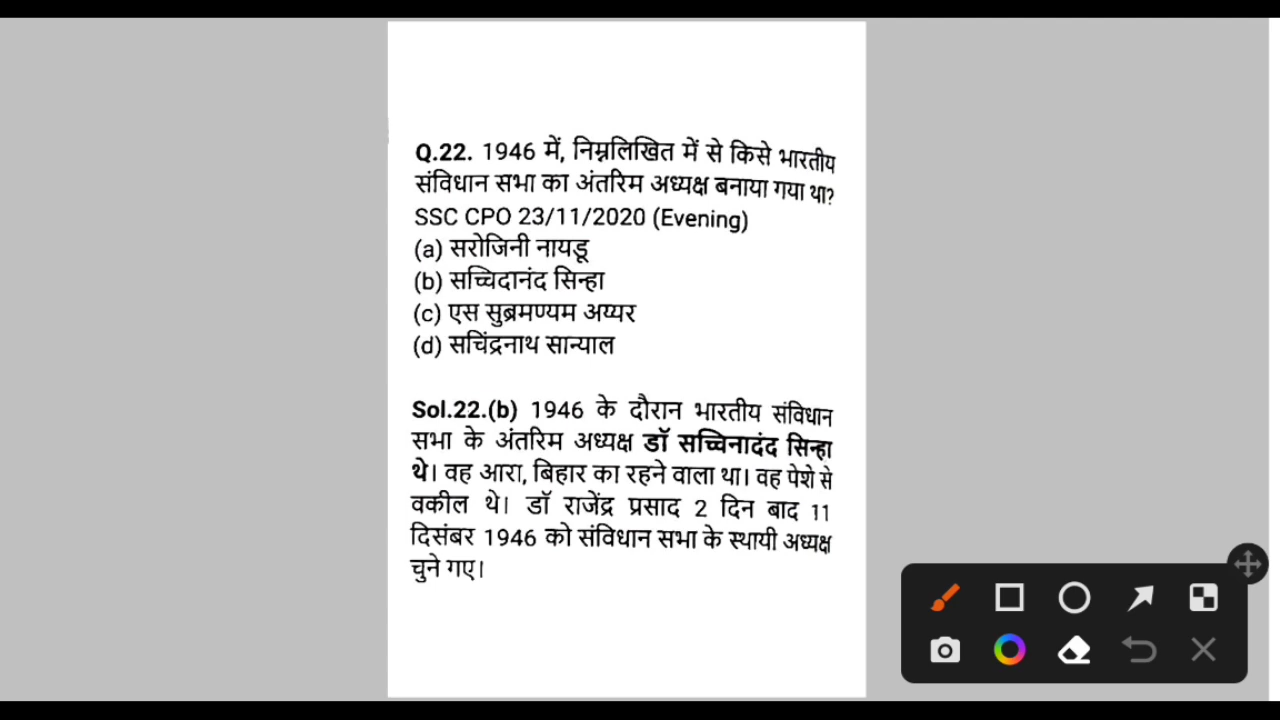 Q.22. 1946 में, निम्नलिखित में से किसे भारतीय
संविधान सभा का अंतरिम अध्यक्ष बनाया गया था?
SSC CPO 23/11/2020 (Evening)
(a) सरोजिनी नायडू
(b) सच्चिदानंद सिन्हा
(c) एस सुब्रमण्यम अय्यर
(d) सचिंद्रनाथ सान्याल
Sol.22.(b) 1946 के दौरान भारतीय संविधान
सभा के अंतरिम अध्यक्ष डॉ सच्चिनादंद सिन्हा
थे। वह आरा, बिहार का रहने वाला था। वह पेशे से
वकील थे। डॉ राजेंद्र प्रसाद 2 दिन बाद 11
दिसंबर 1946 को संविधान सभा के स्थायी अध्यक्ष
चुने गए।